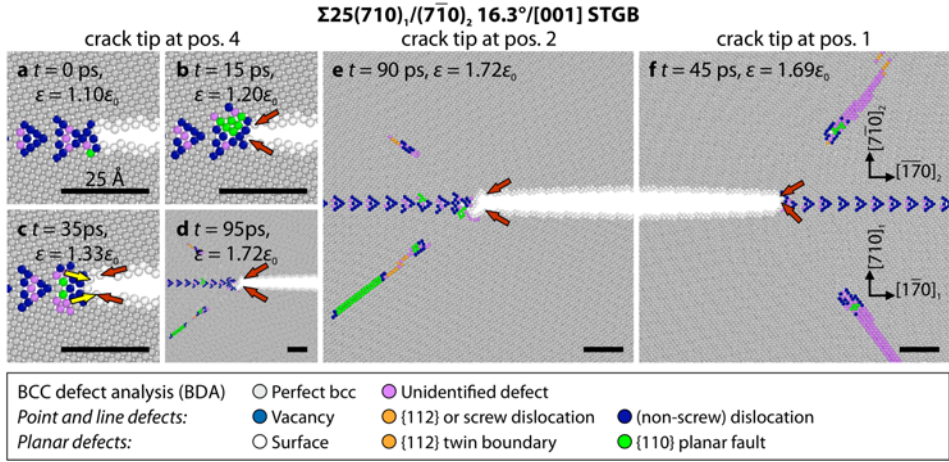 Σ25(710)₁/(7̅10)₂ 16.3°/[001] STGB
crack tip at pos. 4
crack tip at pos. 2
crack tip at pos. 1
a t = 0 ps,
ε = 1.10ε₀
25 Å
b t = 15 ps,
ε = 1.20ε₀
c t = 35ps,
ε = 1.33ε₀
d t = 95ps,
ε = 1.72ε₀
e t = 90 ps, ε = 1.72ε₀
f t = 45 ps, ε = 1.69ε₀
[71̅0]₂
[1̅7̅0]₂
[710]₁
[17̅0]₁
BCC defect analysis (BDA)
Perfect bcc
Unidentified defect
Point and line defects:
Vacancy
{112} or screw dislocation
(non-screw) dislocation
Planar defects:
Surface
{112} twin boundary
{110} planar fault